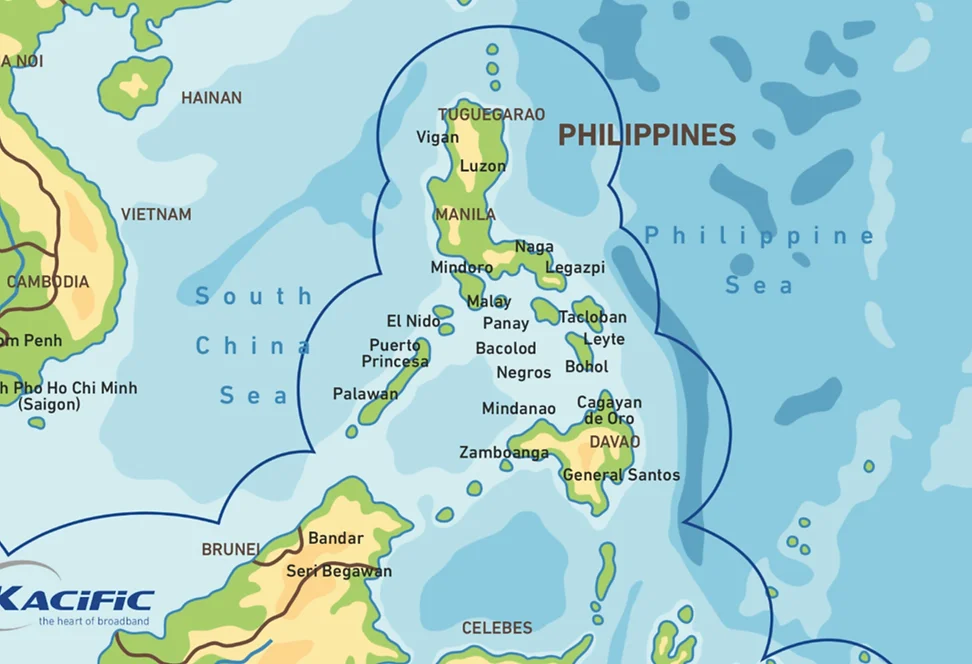 A NOI
HAINAN
TUGUEGARAO
Vigan
PHILIPPINES
Luzon
VIETNAM
MANILA
Philippine
Sea
Naga
Mindoro
Legazpi
CAMBODIA
South
China
Sea
Malay
El Nido
Panay
Tacloban
om Penh
Puerto
Princesa
Bacolod
Leyte
Negros
Bohol
h Pho Ho Chi Minh
(Saigon)
Palawan
Mindanao
Cagayan
de Oro
DAVAO
Zamboanga
General Santos
BRUNEI
Bandar
Seri Begawan
KACIFIC
the heart of broadband
CELEBES